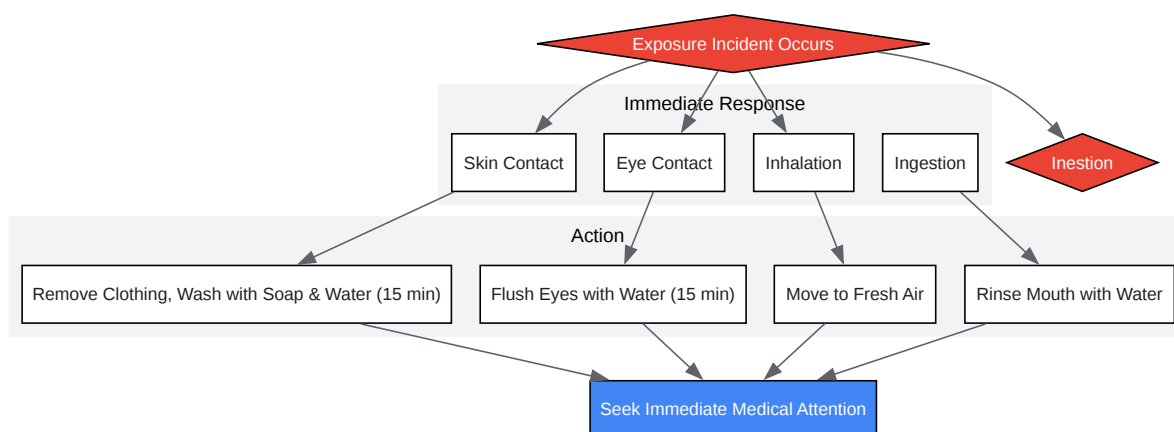 Exposure Incident Occurs
Immediate Response
Skin Contact
Eye Contact
Inhalation
Ingestion
Inestion
Action
Remove Clothing, Wash with Soap & Water (15 min)
Flush Eyes with Water (15 min)
Move to Fresh Air
Rinse Mouth with Water
Seek Immediate Medical Attention